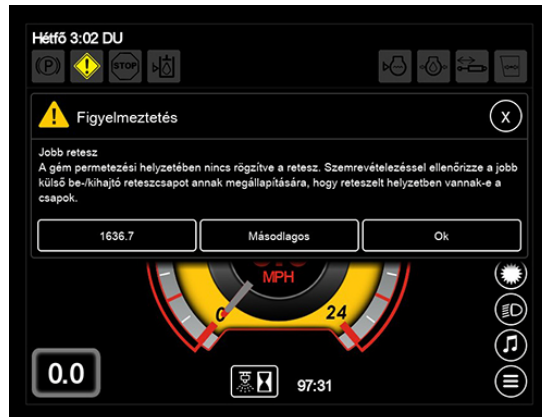 Hétfő 3:02 DU
(P)
STOP
Figyelmeztetés
X
Jobb retesz
A gém permetezési helyzetében nincs rögzítve a retesz. Szemrevételezéssel ellenőrizze a jobb
külső be-/kihajtó reteszcsapot annak megállapítására, hogy reteszelt helyzetben vannak-e a
csapok.
1636.7
Másodlagos
Ok
MPH
0
24
0.0
97:31